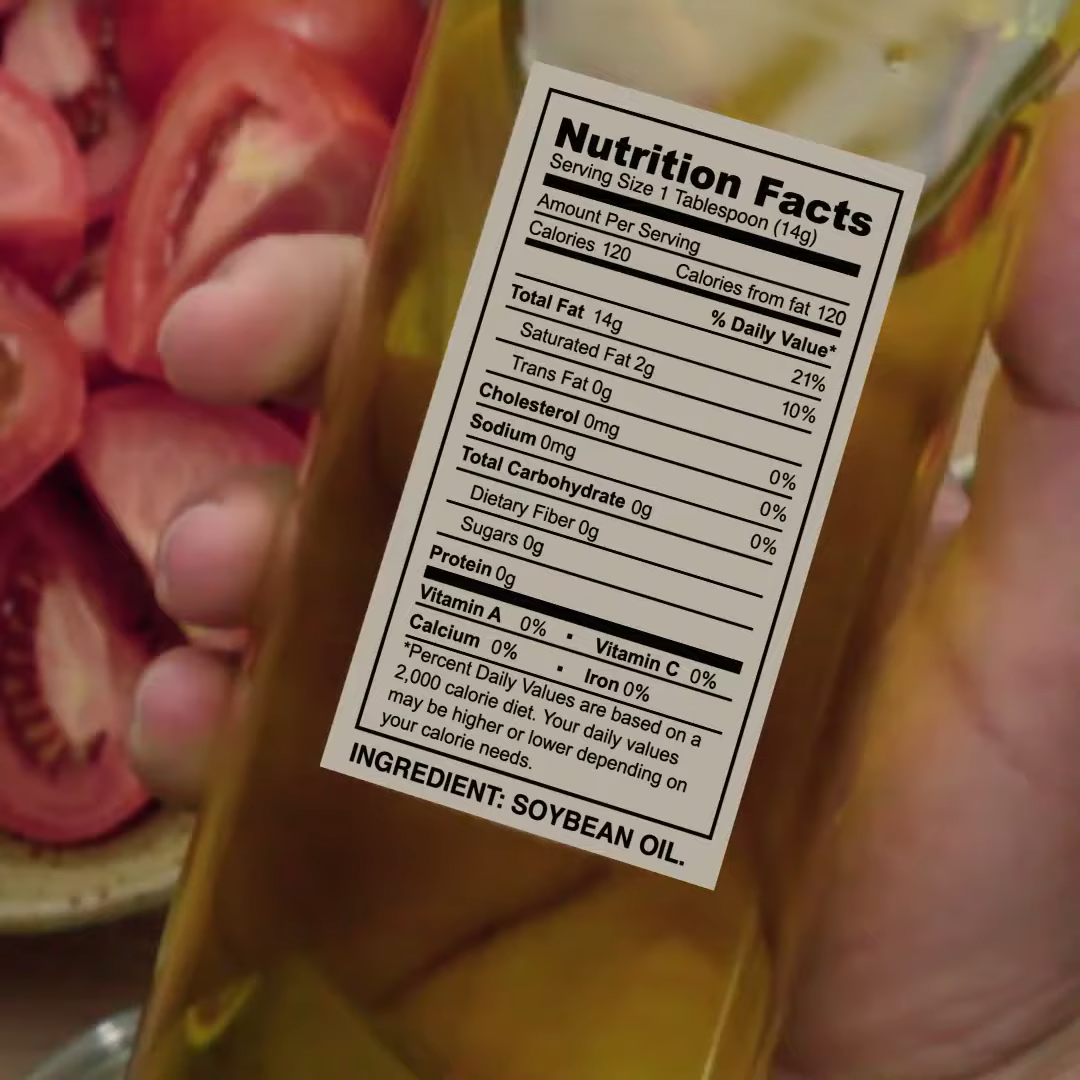 Nutrition Facts
Serving Size 1 Tablespoon (14g)
Amount Per Serving
Calories 120 Calories from fat 120
% Daily Value*
Total Fat 14g 21%
Saturated Fat 2g 10%
Trans Fat 0g
Cholesterol 0mg 0%
Sodium 0mg 0%
Total Carbohydrate 0g 0%
Dietary Fiber 0g
Sugars 0g
Protein 0g
Vitamin A 0% • Vitamin C 0%
Calcium 0% • Iron 0%
*Percent Daily Values are based on a
2,000 calorie diet. Your daily values
may be higher or lower depending on
your calorie needs.
INGREDIENT: SOYBEAN OIL.